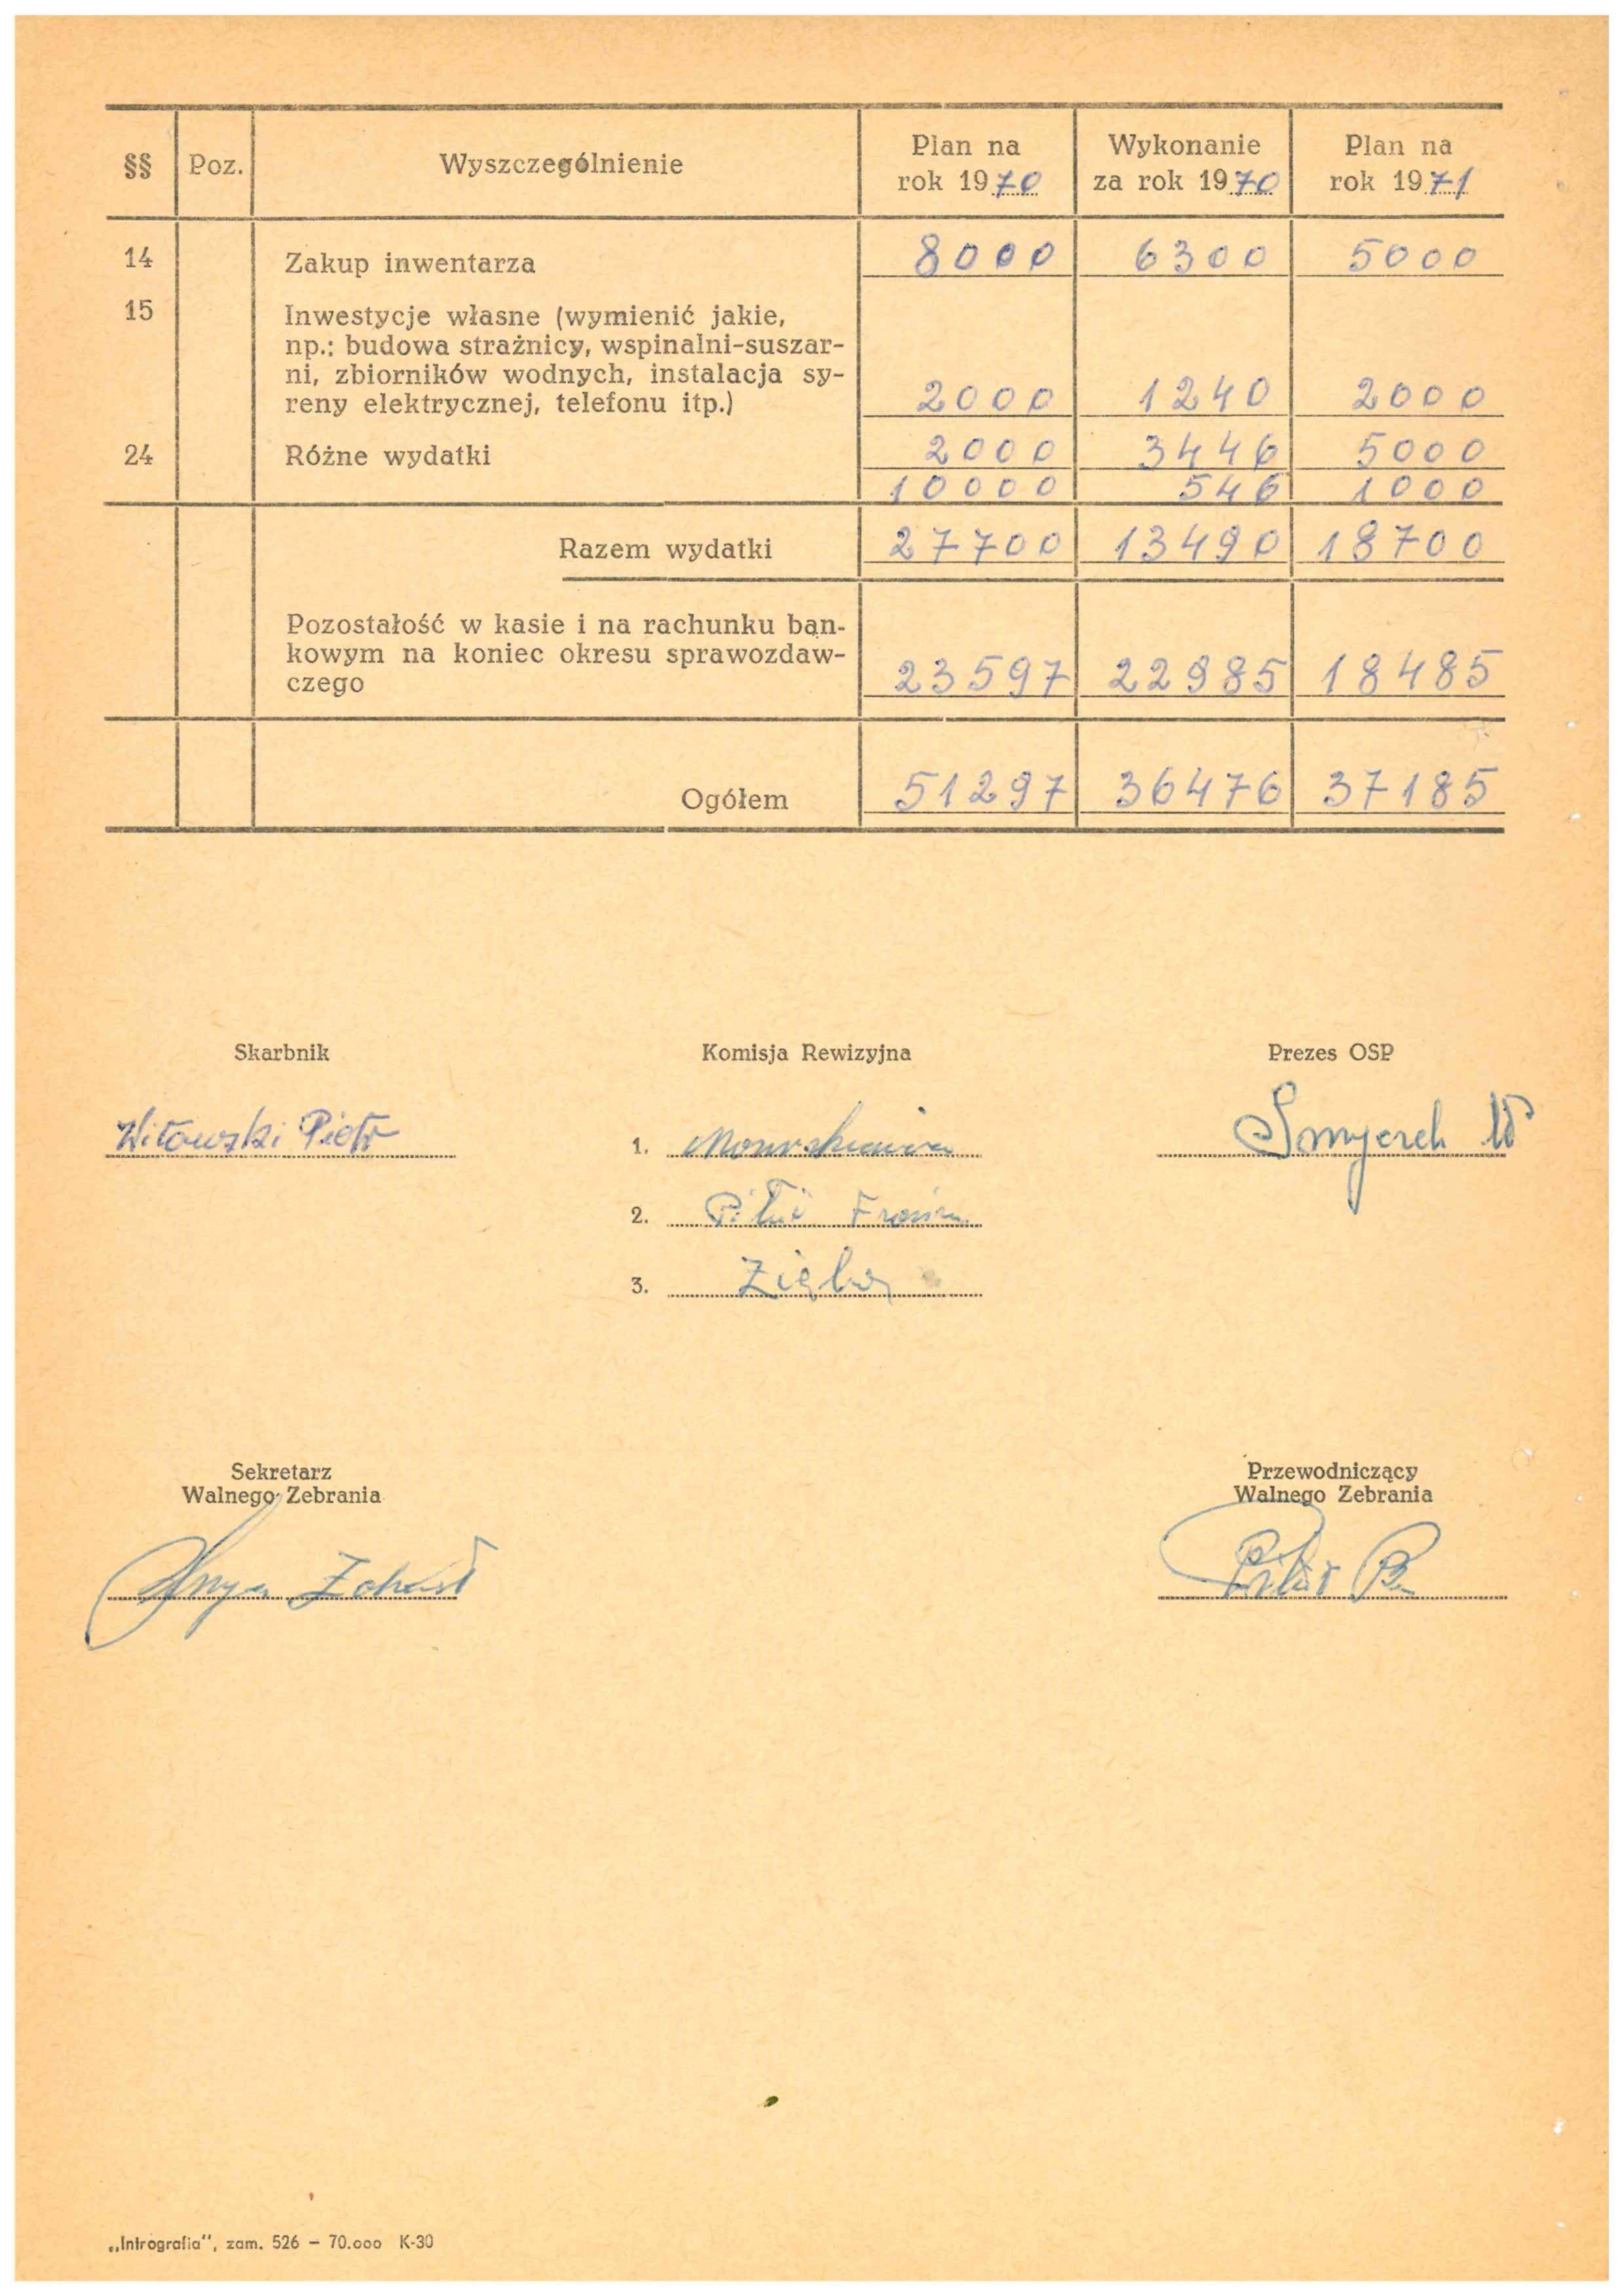 §§ Poz. Wyszczególnienie Plan na rok 1970 Wykonanie za rok 1970 Plan na rok 1971
14 Zakup inwentarza 8000 6300 5000
15 Inwestycje własne (wymienić jakie,
np.: budowa strażnicy, wspinalni-suszar-
ni, zbiorników wodnych, instalacja sy-
reny elektrycznej, telefonu itp.) 2000 1240 2000
24 Różne wydatki 2000 3446 5000
10000 546 1000
Razem wydatki 27700 13490 18700
Pozostałość w kasie i na rachunku ban-
kowym na koniec okresu sprawozdaw-
czego 23597 22985 18485
Ogółem 51297 36476 37185
Skarbnik Komisja Rewizyjna Prezes OSP
Witowski Piotr
1.
2.
3. Zięba
Sekretarz
Walnego Zebrania
Przewodniczący
Walnego Zebrania
„Intrografia", zam. 526 — 70.000 K-30